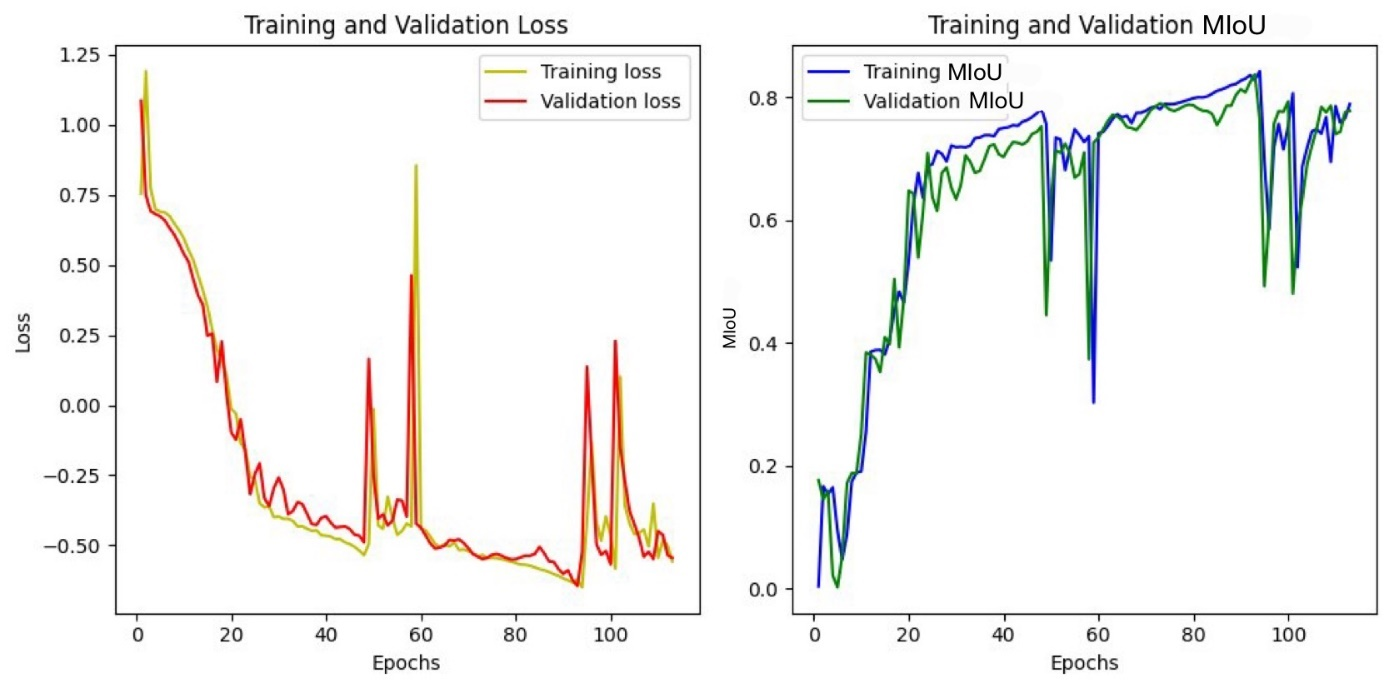 Training and Validation Loss
1.25
1.00
0.75
0.50
0.25
0.00
−0.25
−0.50
Loss
0
20
40
60
80
100
Epochs
Training loss
Validation loss
Training and Validation MIoU
0.8
0.6
0.4
0.2
0.0
MIoU
0
20
40
60
80
100
Epochs
Training MIoU
Validation MIoU